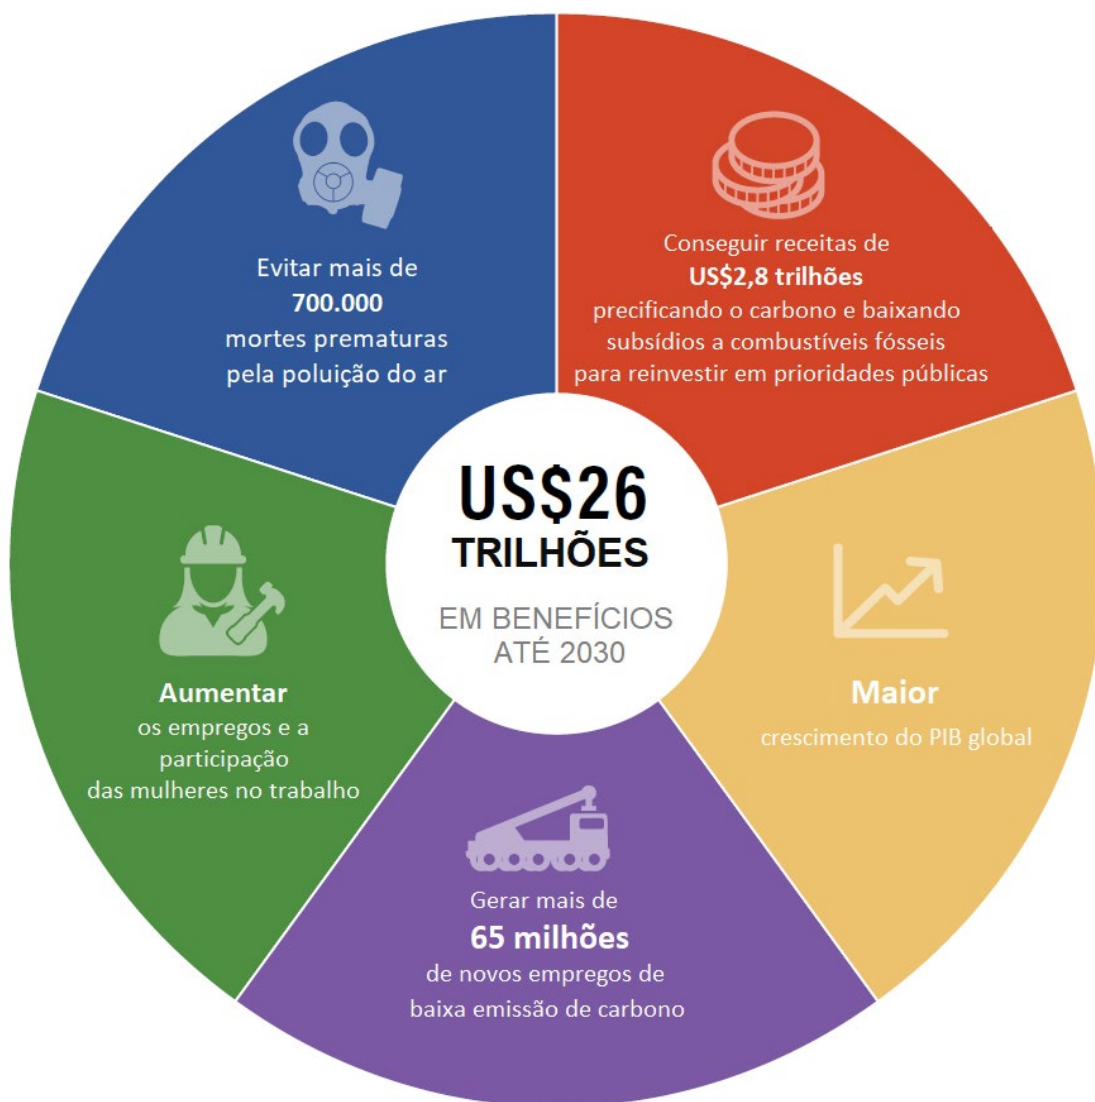 US$26
TRILHÕES
EM BENEFÍCIOS
ATÉ 2030
Conseguir receitas de
US$2,8 trilhões
precificando o carbono e baixando
subsídios a combustíveis fósseis
para reinvestir em prioridades públicas
Maior
crescimento do PIB global
Gerar mais de
65 milhões
de novos empregos de
baixa emissão de carbono
Aumentar
os empregos e a
participação
das mulheres no trabalho
Evitar mais de
700.000
mortes prematuras
pela poluição do ar